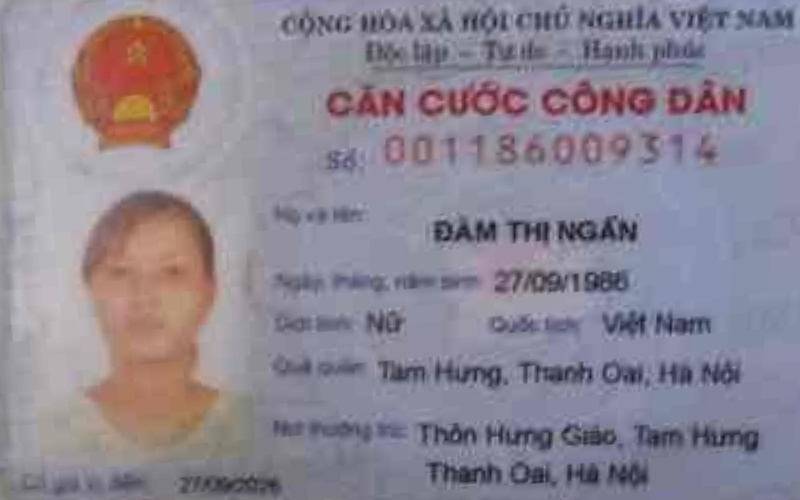 CỘNG HÒA XÃ HỘI CHỦ NGHĨA VIỆT NAM
Độc lập - Tự do - Hạnh phúc
CĂN CƯỚC CÔNG DÂN
Số: 001186009314
Họ và tên:
ĐÀM THỊ NGẤN
Ngày, tháng, năm sinh: 27/09/1986
Giới tính: Nữ Quốc tịch: Việt Nam
Quê quán: Tam Hưng, Thanh Oai, Hà Nội
Nơi thường trú: Thôn Hưng Giáo, Tam Hưng
Thanh Oai, Hà Nội
Có giá trị đến: 27/09/2026